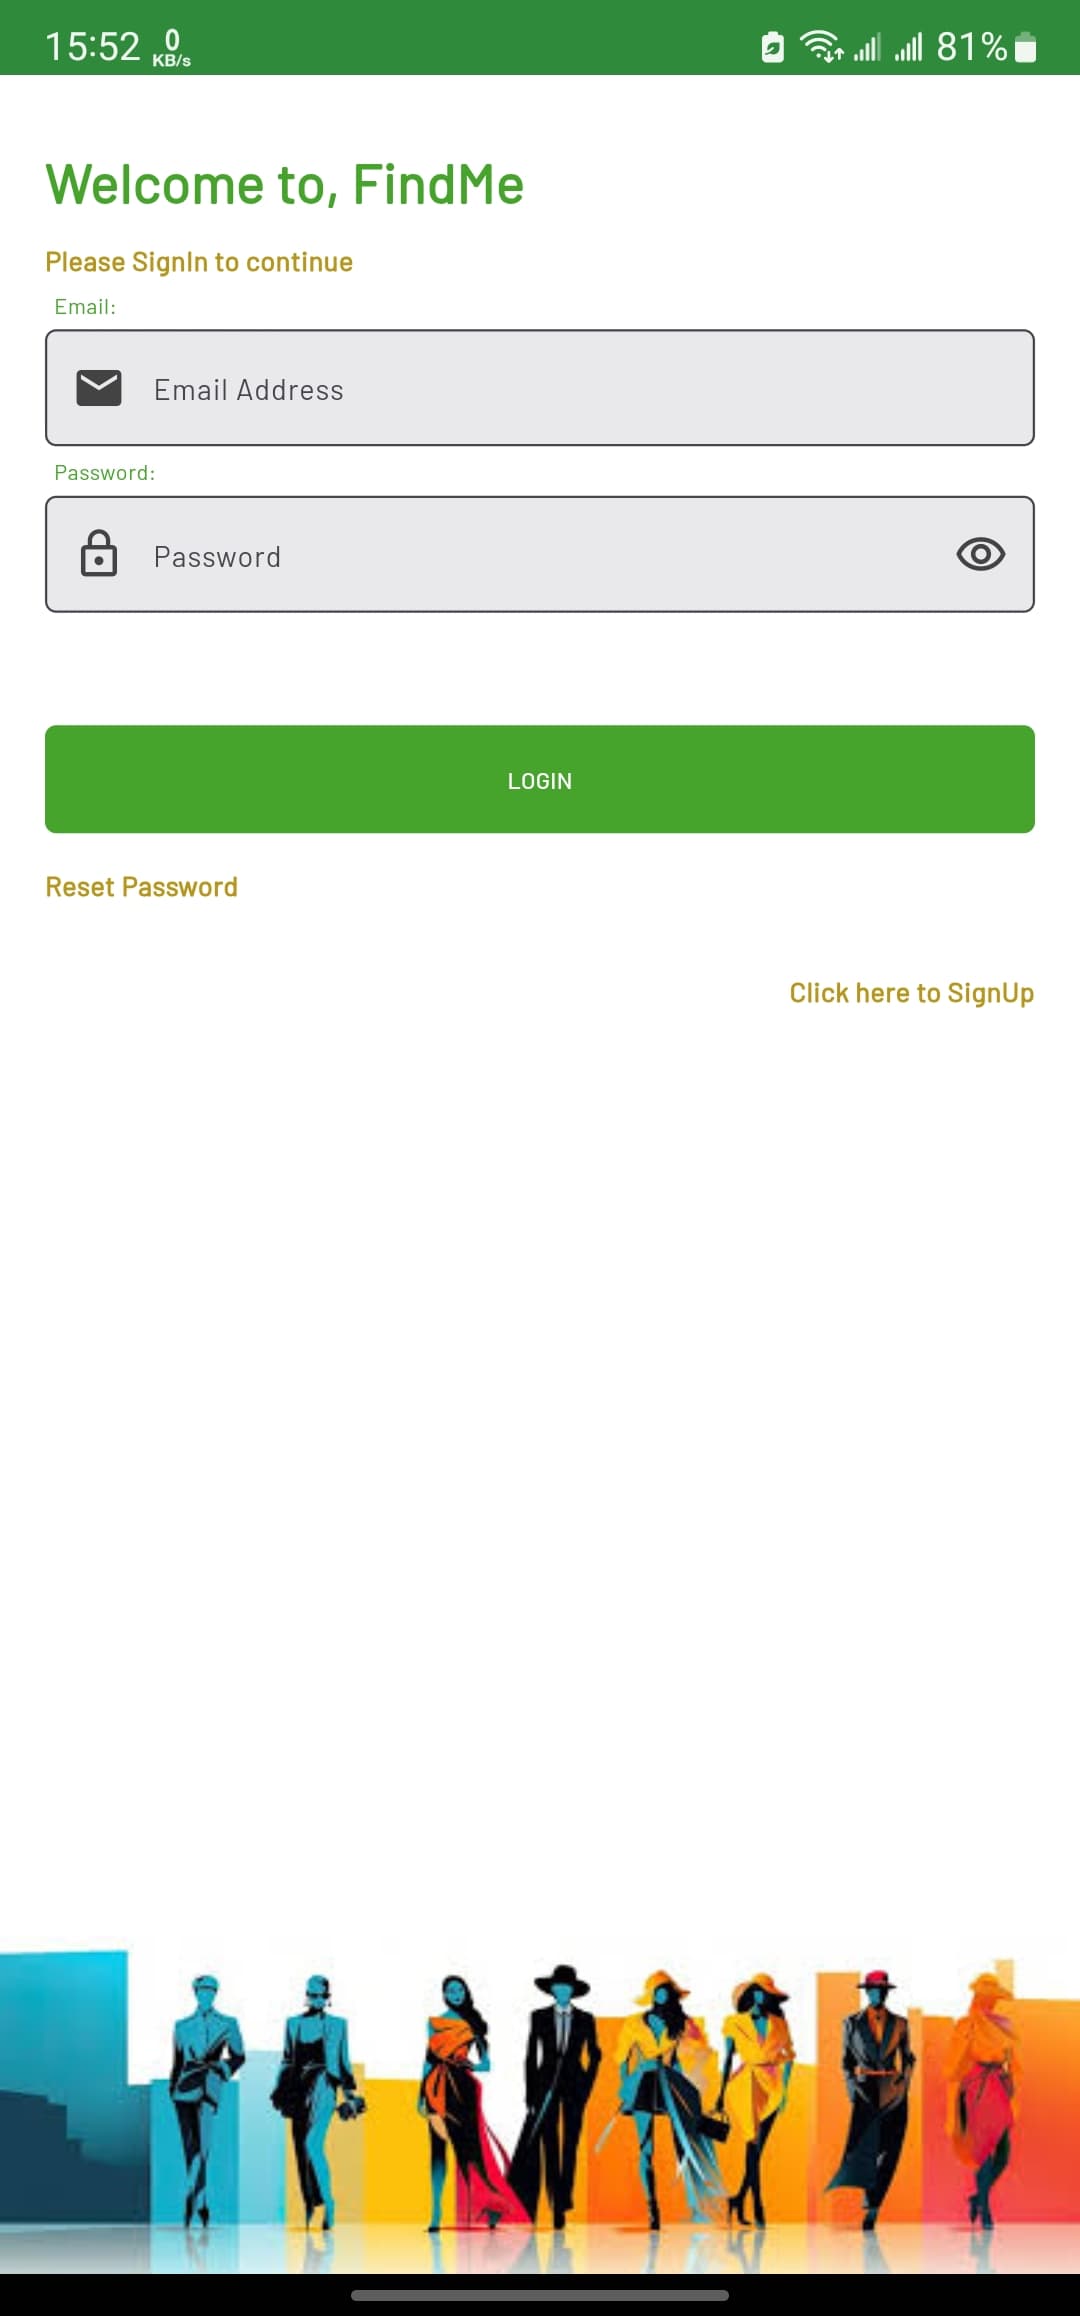 15:52 0 KB/s 81%
Welcome to, FindMe
Please SignIn to continue
Email:
Email Address
Password:
Password
LOGIN
Reset Password
Click here to SignUp